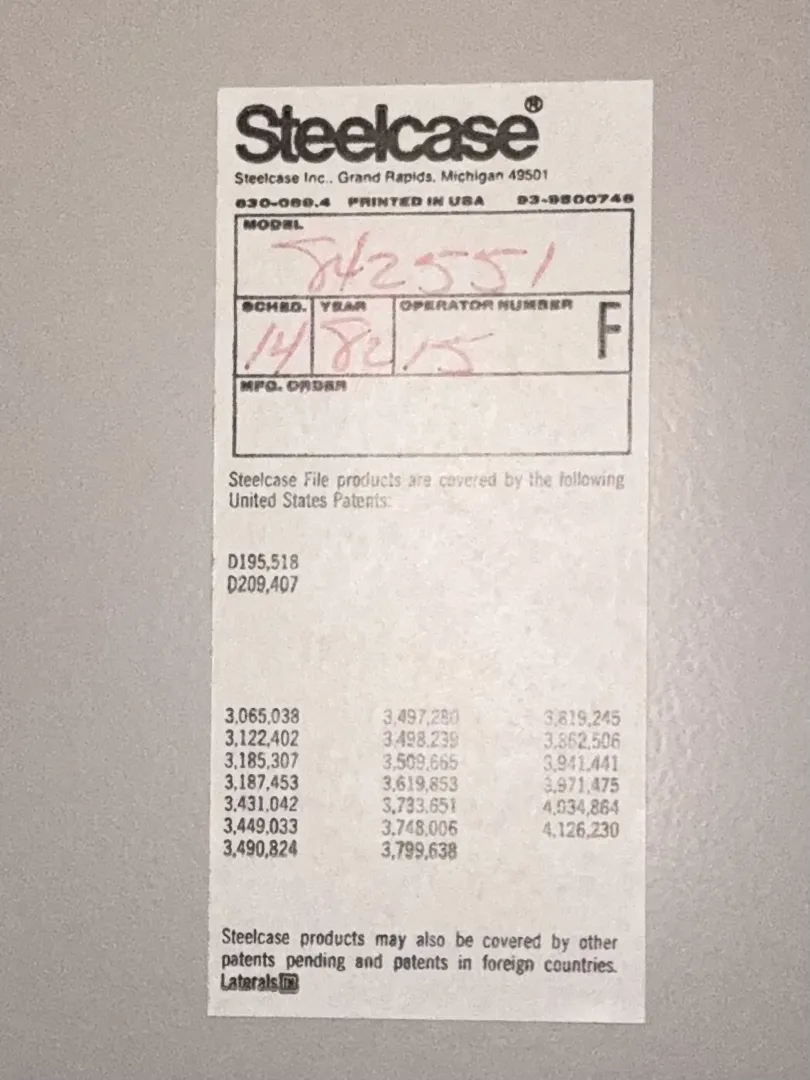 Steelcase®
Steelcase Inc., Grand Rapids, Michigan 49501
830-088.4 PRINTED IN USA 93-9800746
MODEL
842551
SCHED. YEAR OPERATOR NUMBER F
14 82 15
MFG. ORDER
Steelcase File products are covered by the following
United States Patents:
D195,518
D209,407
3,065,038 3,497,280 3,819,245
3,122,402 3,498,239 3,862,506
3,185,307 3,509,665 3,941,441
3,187,453 3,619,853 3,971,475
3,431,042 3,733,651 4,034,864
3,449,033 3,748,006 4,126,230
3,490,824 3,799,638
Steelcase products may also be covered by other
patents pending and patents in foreign countries.
Laterals